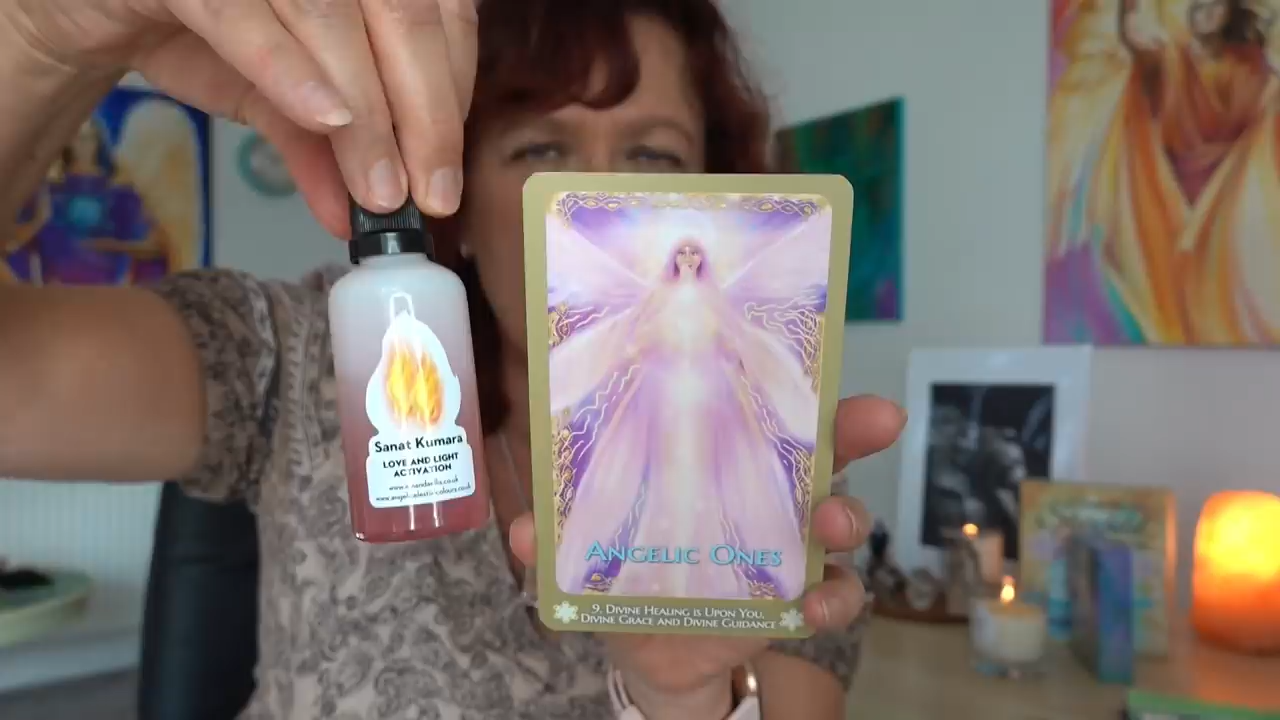 Sanat Kumara
LOVE AND LIGHT
ACTIVATION
ANGELIC ONES
9. DIVINE HEALING IS UPON YOU,
DIVINE GRACE AND DIVINE GUIDANCE